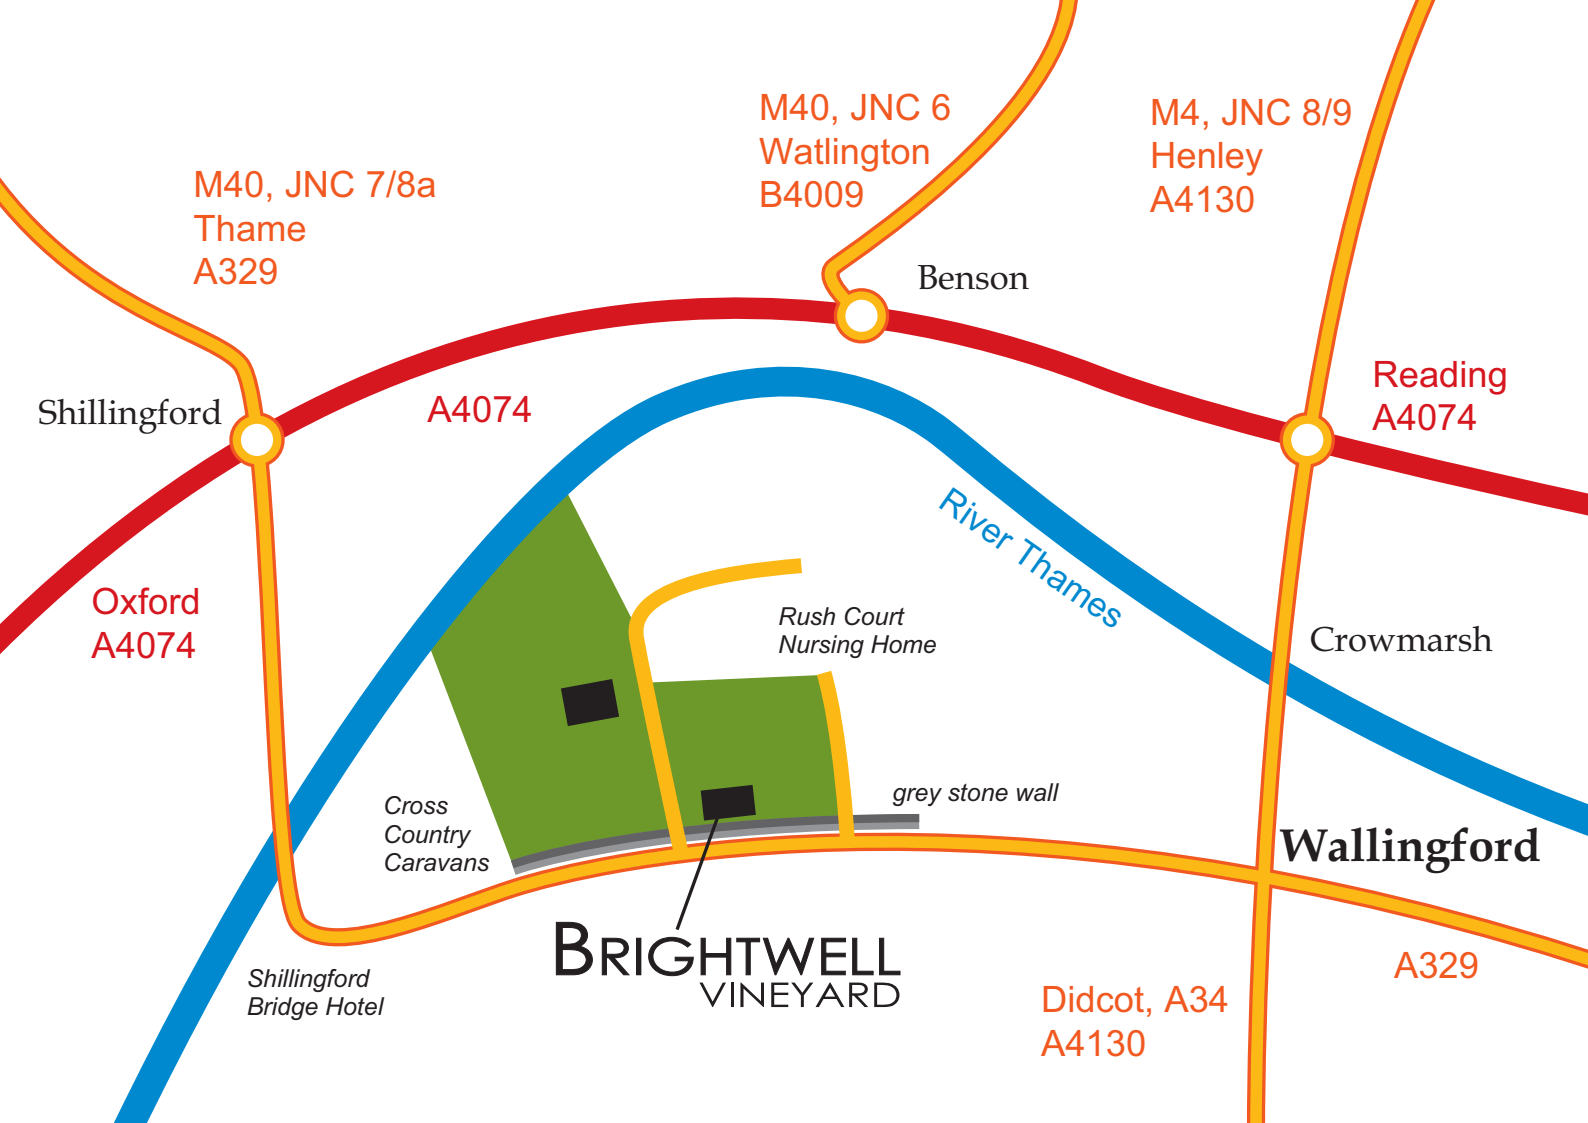 M40, JNC 6
Watlington
B4009
M4, JNC 8/9
Henley
A4130
M40, JNC 7/8a
Thame
A329
Benson
Shillingford
A4074
Reading
A4074
River Thames
Oxford
A4074
Rush Court
Nursing Home
Crowmarsh
Cross
Country
Caravans
grey stone wall
Wallingford
BRIGHTWELL
VINEYARD
Shillingford
Bridge Hotel
A329
Didcot, A34
A4130